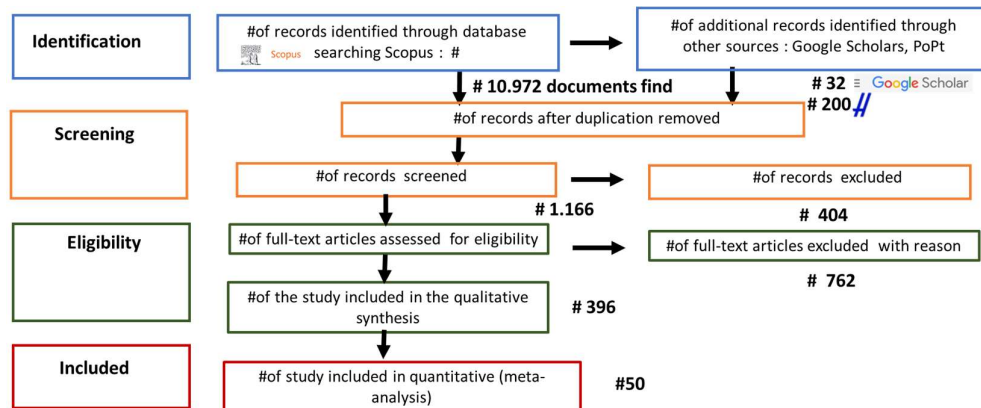 Identification
#of records identified through database
searching Scopus : #
Scopus
#of additional records identified through
other sources : Google Scholars, PoPt
# 10.972 documents find
# 32 Google Scholar
# 200
Screening
#of records after duplication removed
#of records screened
#of records excluded
# 1.166
# 404
Eligibility
#of full-text articles assessed for eligibility
#of full-text articles excluded with reason
# 762
#of the study included in the qualitative
synthesis
# 396
Included
#of study included in quantitative (meta-
analysis)
#50